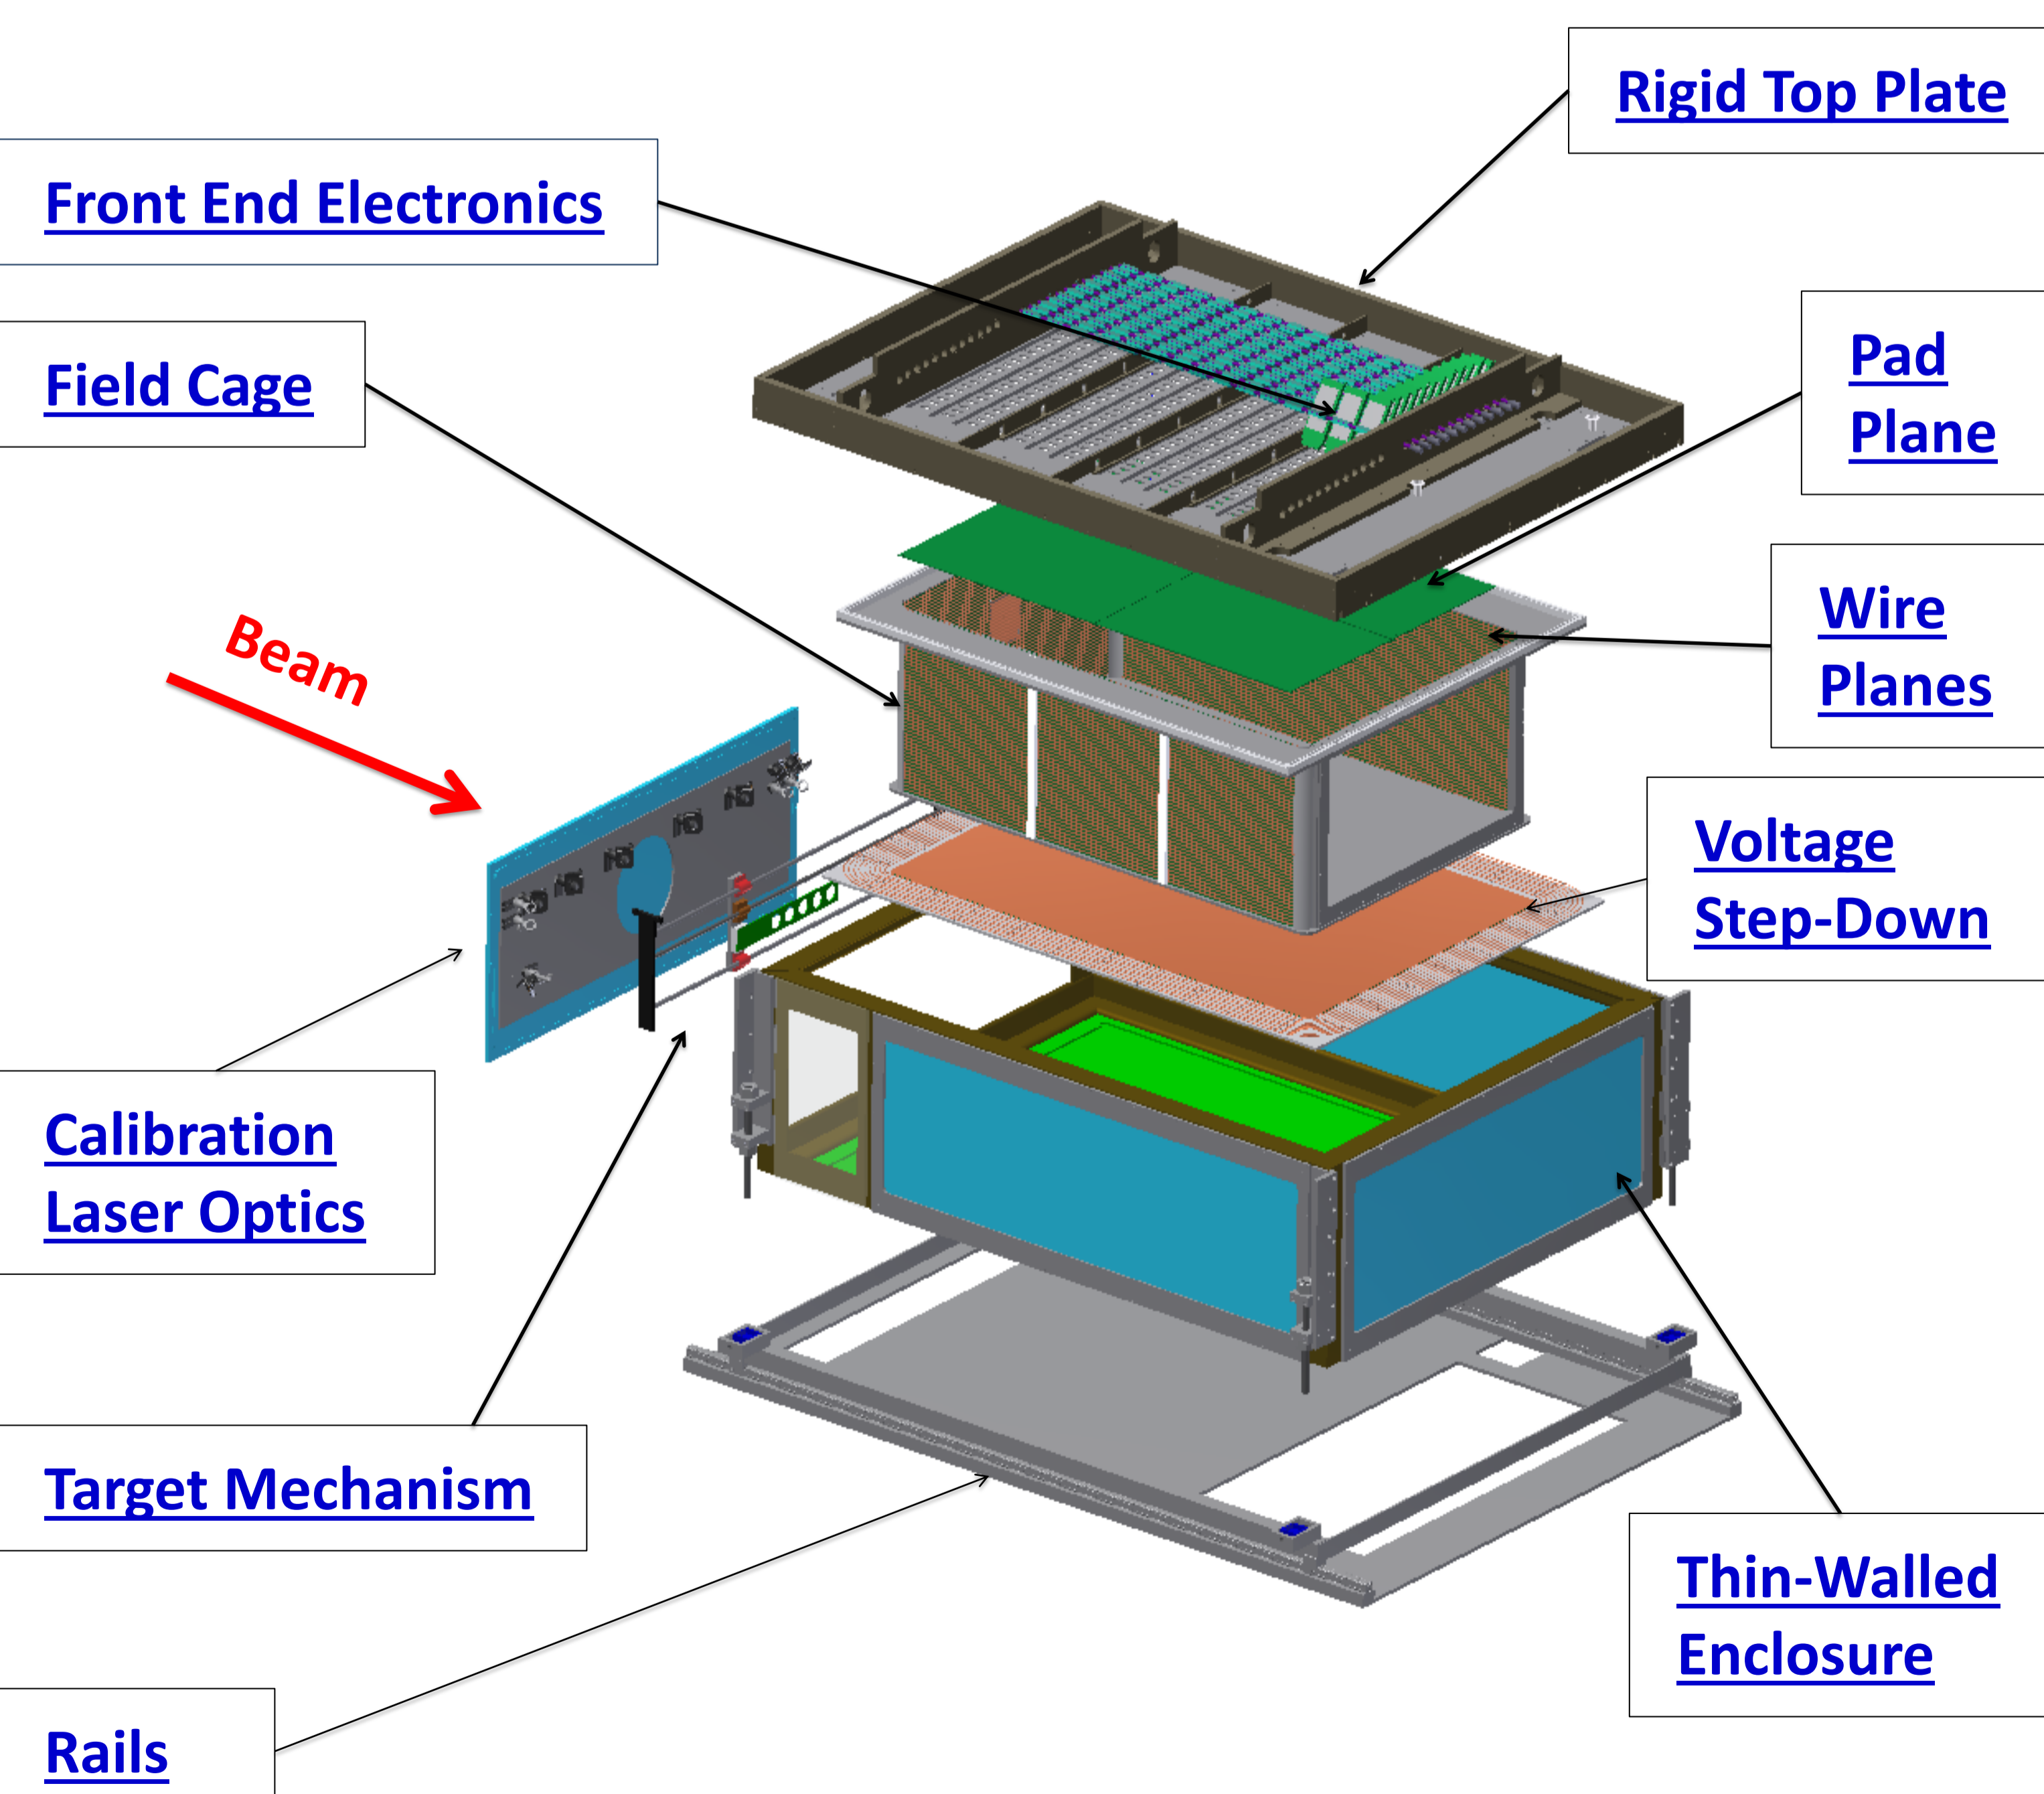 Rigid Top Plate
Front End Electronics
Field Cage
Pad
Plane
Wire
Planes
Beam
Voltage
Step-Down
Calibration
Laser Optics
Target Mechanism
Thin-Walled
Enclosure
Rails